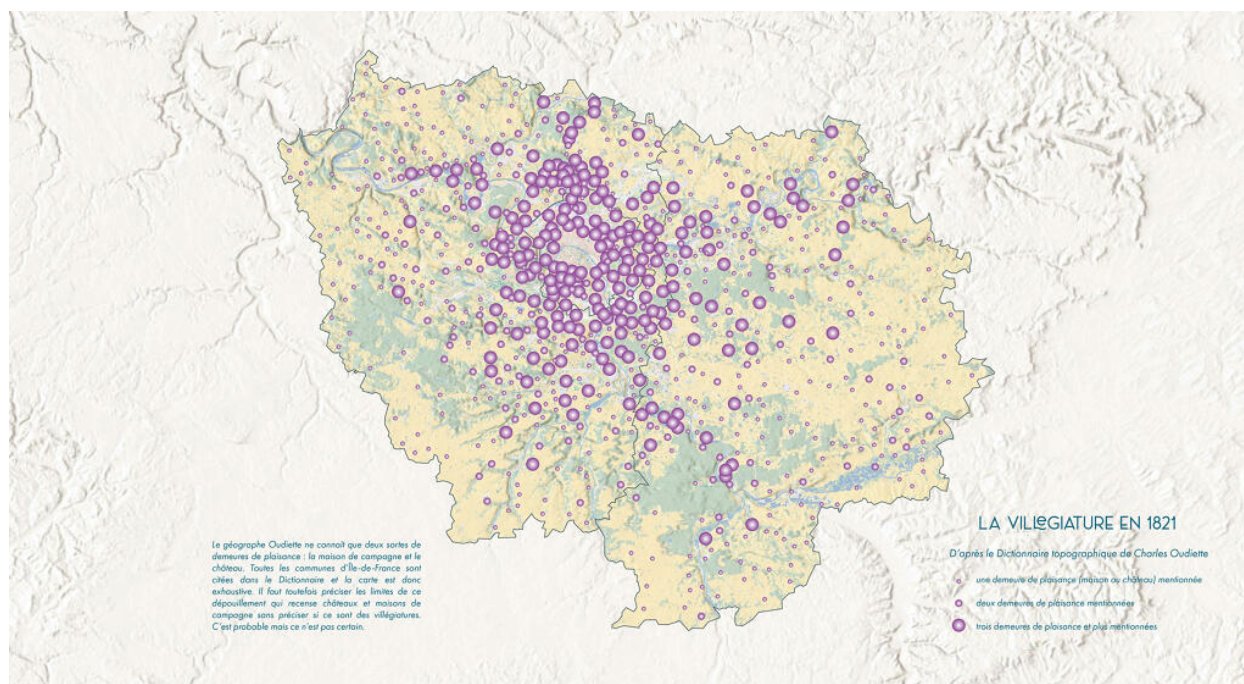 Le géographe Oudiette ne connaît que deux sortes de
demeures de plaisance : la maison de campagne et le
château. Toutes les communes d'Île-de-France sont
citées dans le Dictionnaire et la carte est donc
exhaustive. Il faut toutefois préciser les limites de ce
dépouillement qui recense châteaux et maisons de
campagne sans préciser si ce sont des villégiatures.
C'est probable mais ce n'est pas certain.
LA VILLEGIATURE EN 1821
D'après le Dictionnaire topographique de Charles Oudiette
une demeure de plaisance (maison ou château) mentionnée
deux demeures de plaisance mentionnées
trois demeures de plaisance et plus mentionnées